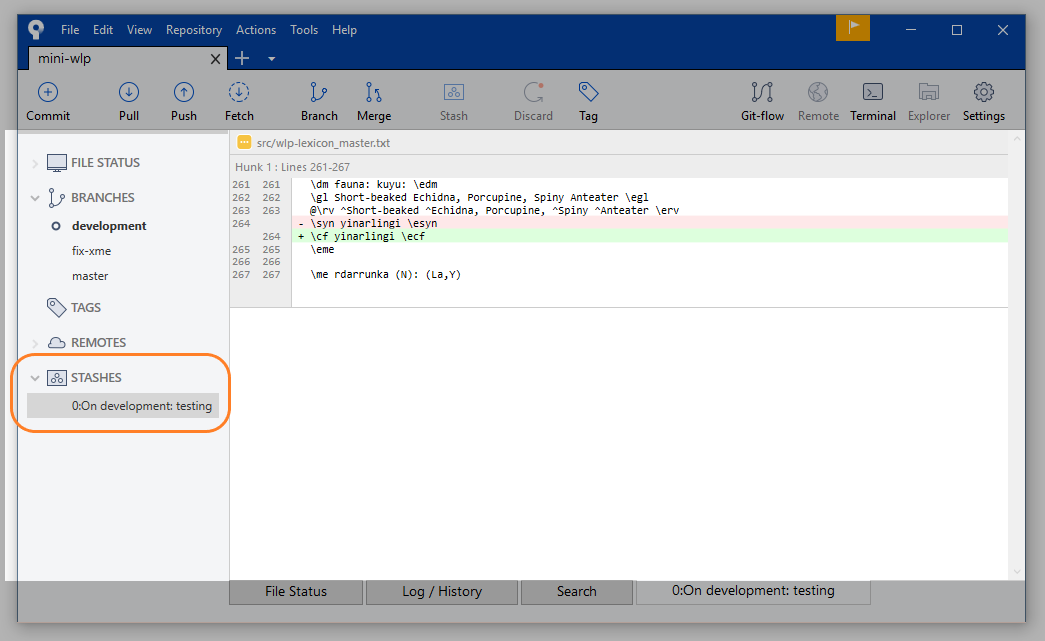 File Edit View Repository Actions Tools Help
mini-wlp
Commit Pull Push Fetch Branch Merge Stash Discard Tag Git-flow Remote Terminal Explorer Settings
FILE STATUS
BRANCHES
development
fix-xme
master
TAGS
REMOTES
STASHES
0:On development: testing
src/wlp-lexicon_master.txt
Hunk 1 : Lines 261-267
261 261 \dm fauna: kuyu: \edm
262 262 \gl Short-beaked Echidna, Porcupine, Spiny Anteater \egl
263 263 @\rv ^Short-beaked ^Echidna, Porcupine, ^Spiny ^Anteater \erv
264 - \syn yinarlingi \esyn
264 + \cf yinarlingi \ecf
265 265 \eme
266 266
267 267 \me rdarrunka (N): (La,Y)
File Status Log / History Search 0:On development: testing